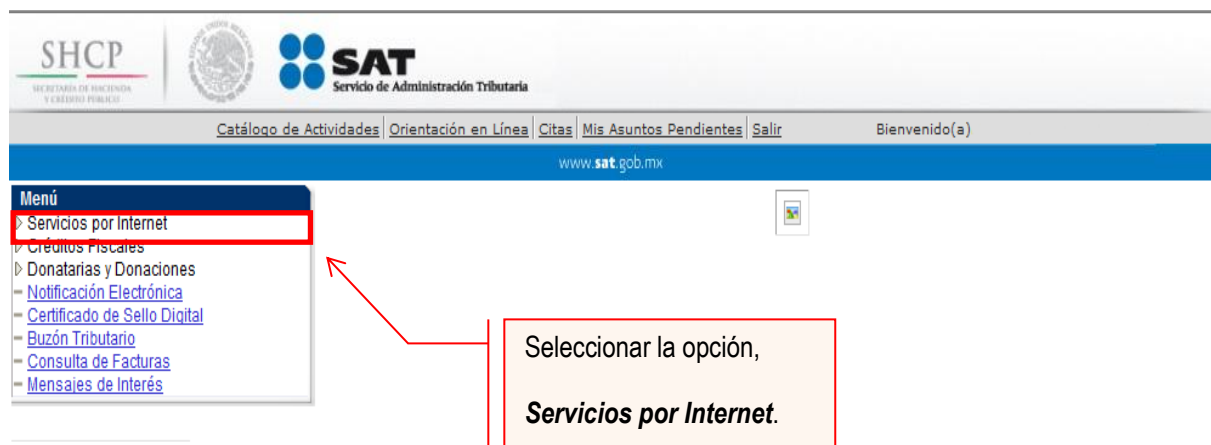 SHCP
SECRETARÍA DE HACIENDA
Y CRÉDITO PÚBLICO
SAT
Servicio de Administración Tributaria
Catálogo de Actividades Orientación en Línea Citas Mis Asuntos Pendientes Salir Bienvenido(a)
www.sat.gob.mx
Menú
Servicios por Internet
Créditos Fiscales
Donatarias y Donaciones
Notificación Electrónica
Certificado de Sello Digital
Buzón Tributario
Consulta de Facturas
Mensajes de Interés
Seleccionar la opción,
Servicios por Internet.